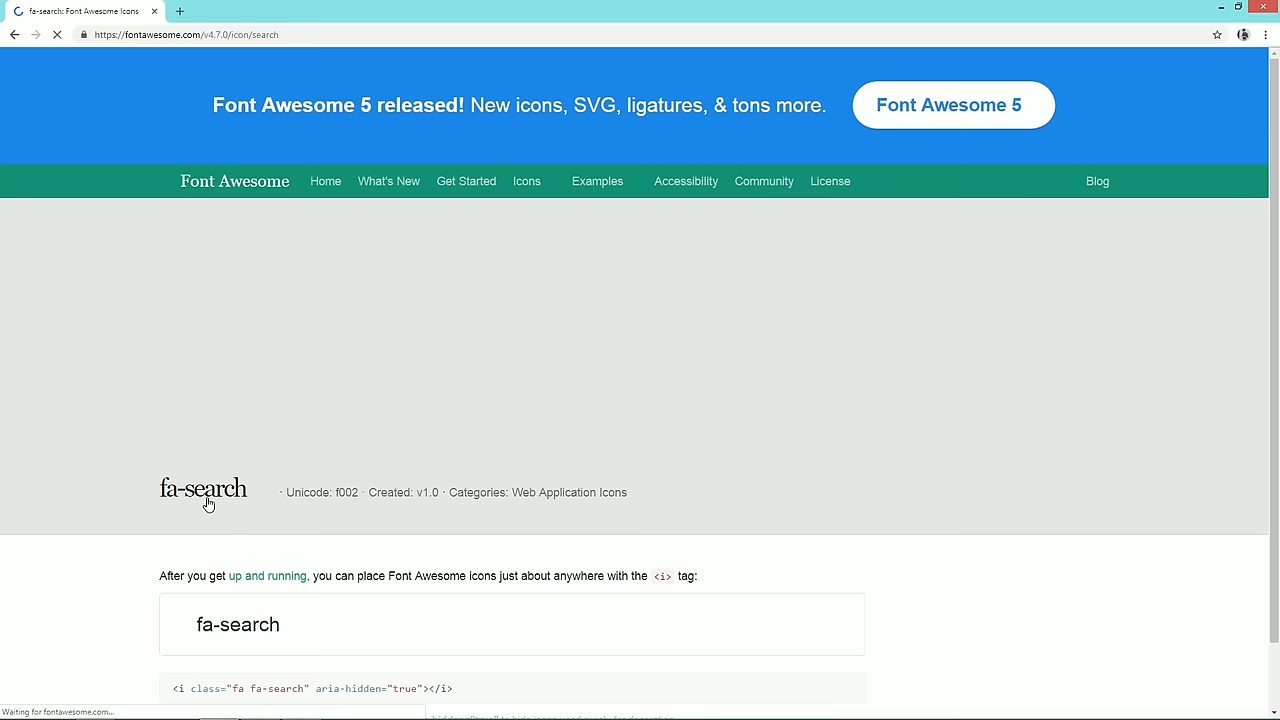 fa-search: Font Awesome Icons
https://fontawesome.com/v4.7.0/icon/search
Font Awesome 5 released! New icons, SVG, ligatures, & tons more. Font Awesome 5
Font Awesome Home What's New Get Started Icons Examples Accessibility Community License Blog
fa-search · Unicode: f002 · Created: v1.0 · Categories: Web Application Icons
After you get up and running, you can place Font Awesome icons just about anywhere with the <i> tag:
fa-search
<i class="fa fa-search" aria-hidden="true"></i>
Waiting for fontawesome.com...